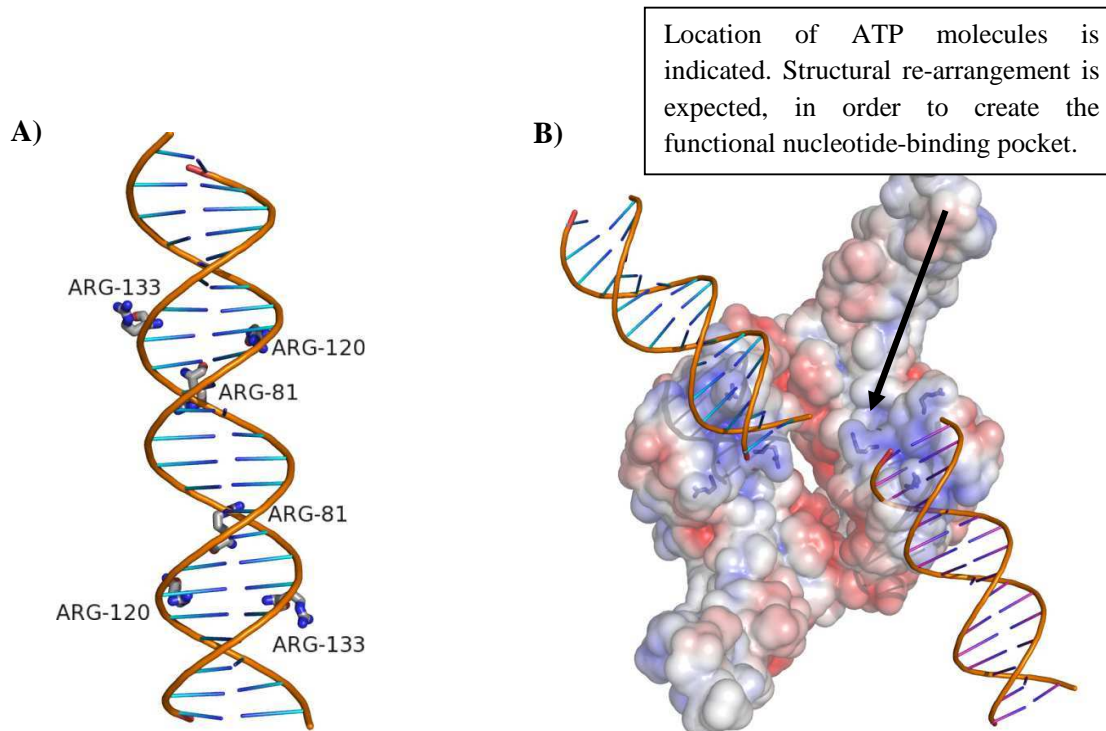 Location of ATP molecules is
indicated. Structural re-arrangement is
expected, in order to create the
functional nucleotide-binding pocket.
A)
B)
ARG-133
ARG-120
ARG-81
ARG-81
ARG-120
ARG-133